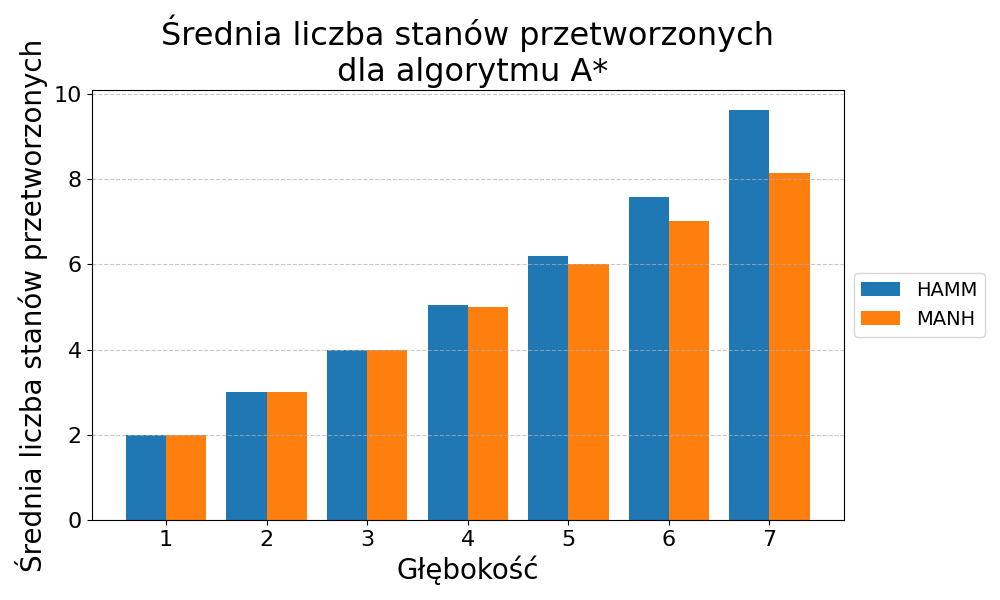 Średnia liczba stanów przetworzonych
dla algorytmu A*
Średnia liczba stanów przetworzonych
10
8
6
4
2
0
1 2 3 4 5 6 7
Głębokość
HAMM
MANH